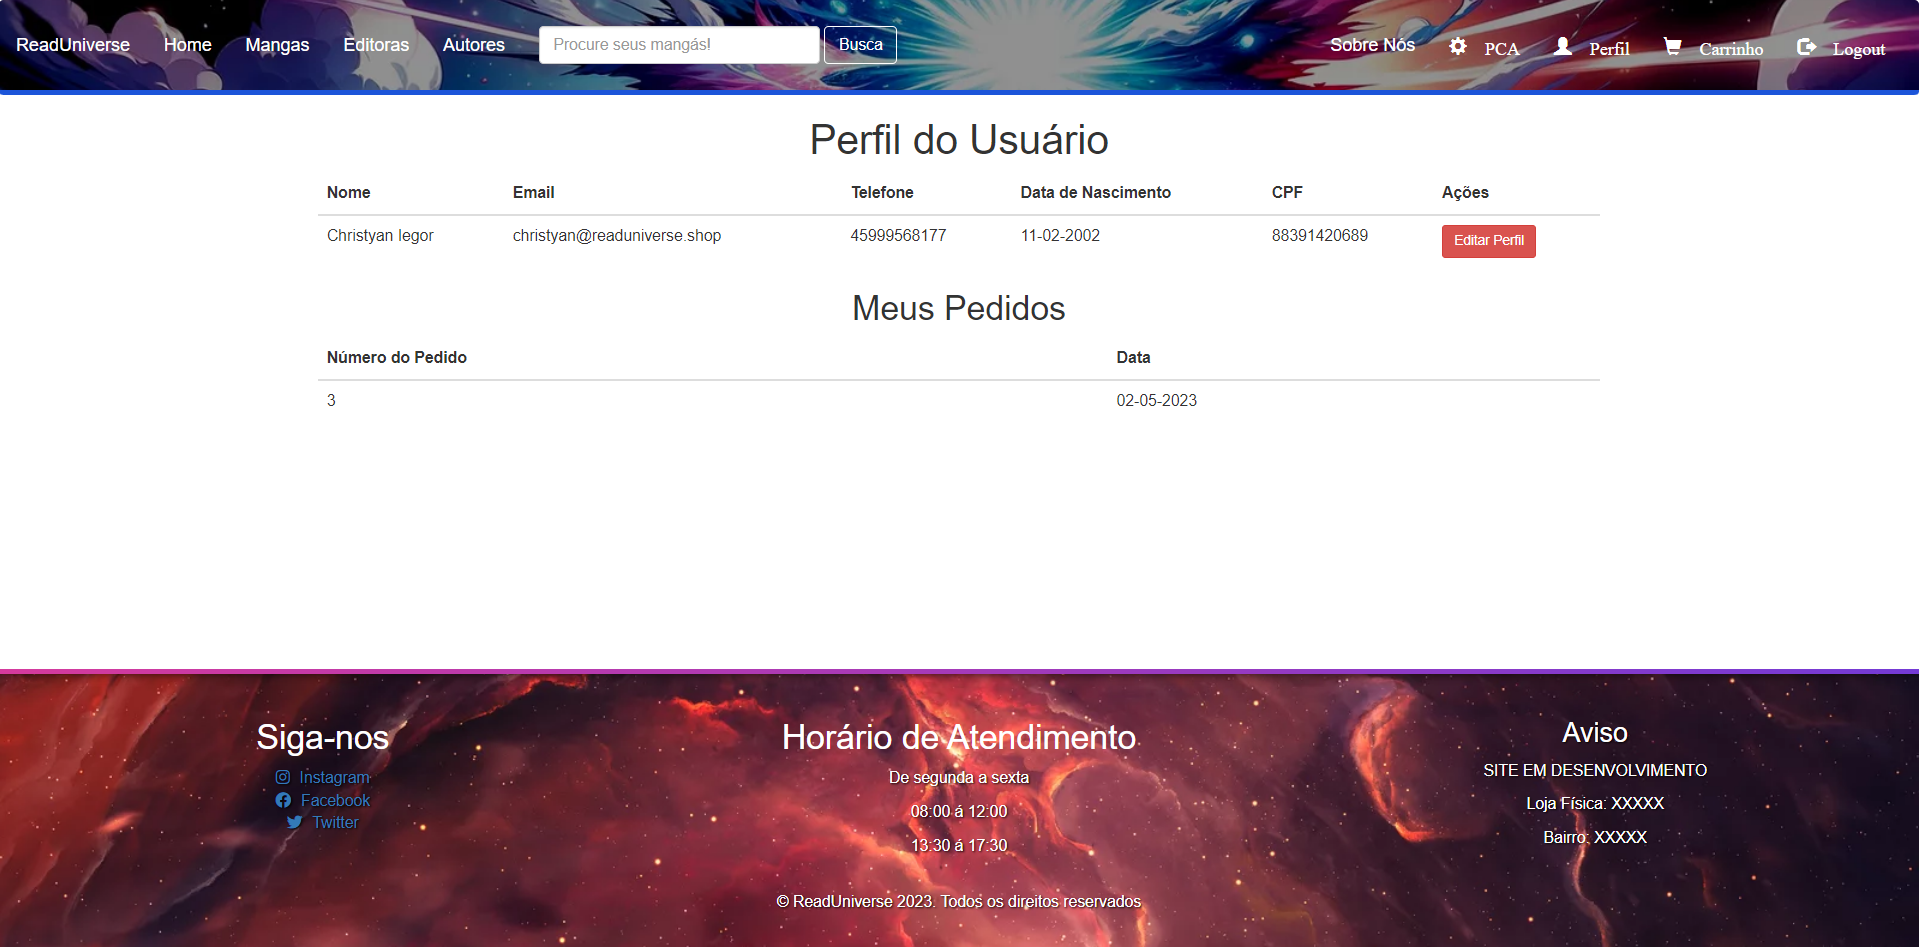 ReadUniverse Home Mangas Editoras Autores Procure seus mangás! Busca Sobre Nós PCA Perfil Carrinho Logout
Perfil do Usuário
Nome Email Telefone Data de Nascimento CPF Ações
Christyan Iegor christyan@readuniverse.shop 45999568177 11-02-2002 88391420689 Editar Perfil
Meus Pedidos
Número do Pedido Data
3 02-05-2023
Siga-nos
Instagram
Facebook
Twitter
Horário de Atendimento
De segunda a sexta
08:00 á 12:00
13:30 á 17:30
Aviso
SITE EM DESENVOLVIMENTO
Loja Física: XXXXX
Bairro: XXXXX
© ReadUniverse 2023. Todos os direitos reservados